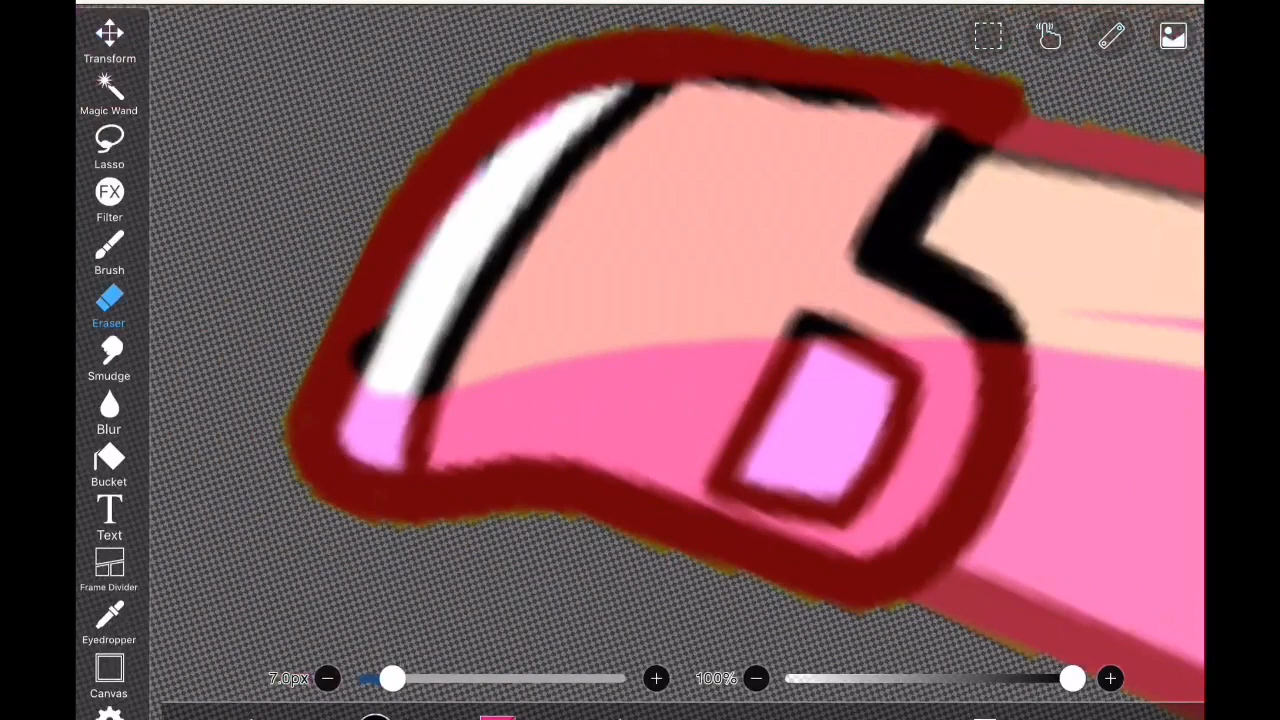 Transform
Magic Wand
Lasso
FX
Filter
Brush
Eraser
Smudge
Blur
Bucket
T
Text
Frame Divider
Eyedropper
Canvas
7.0px
100%